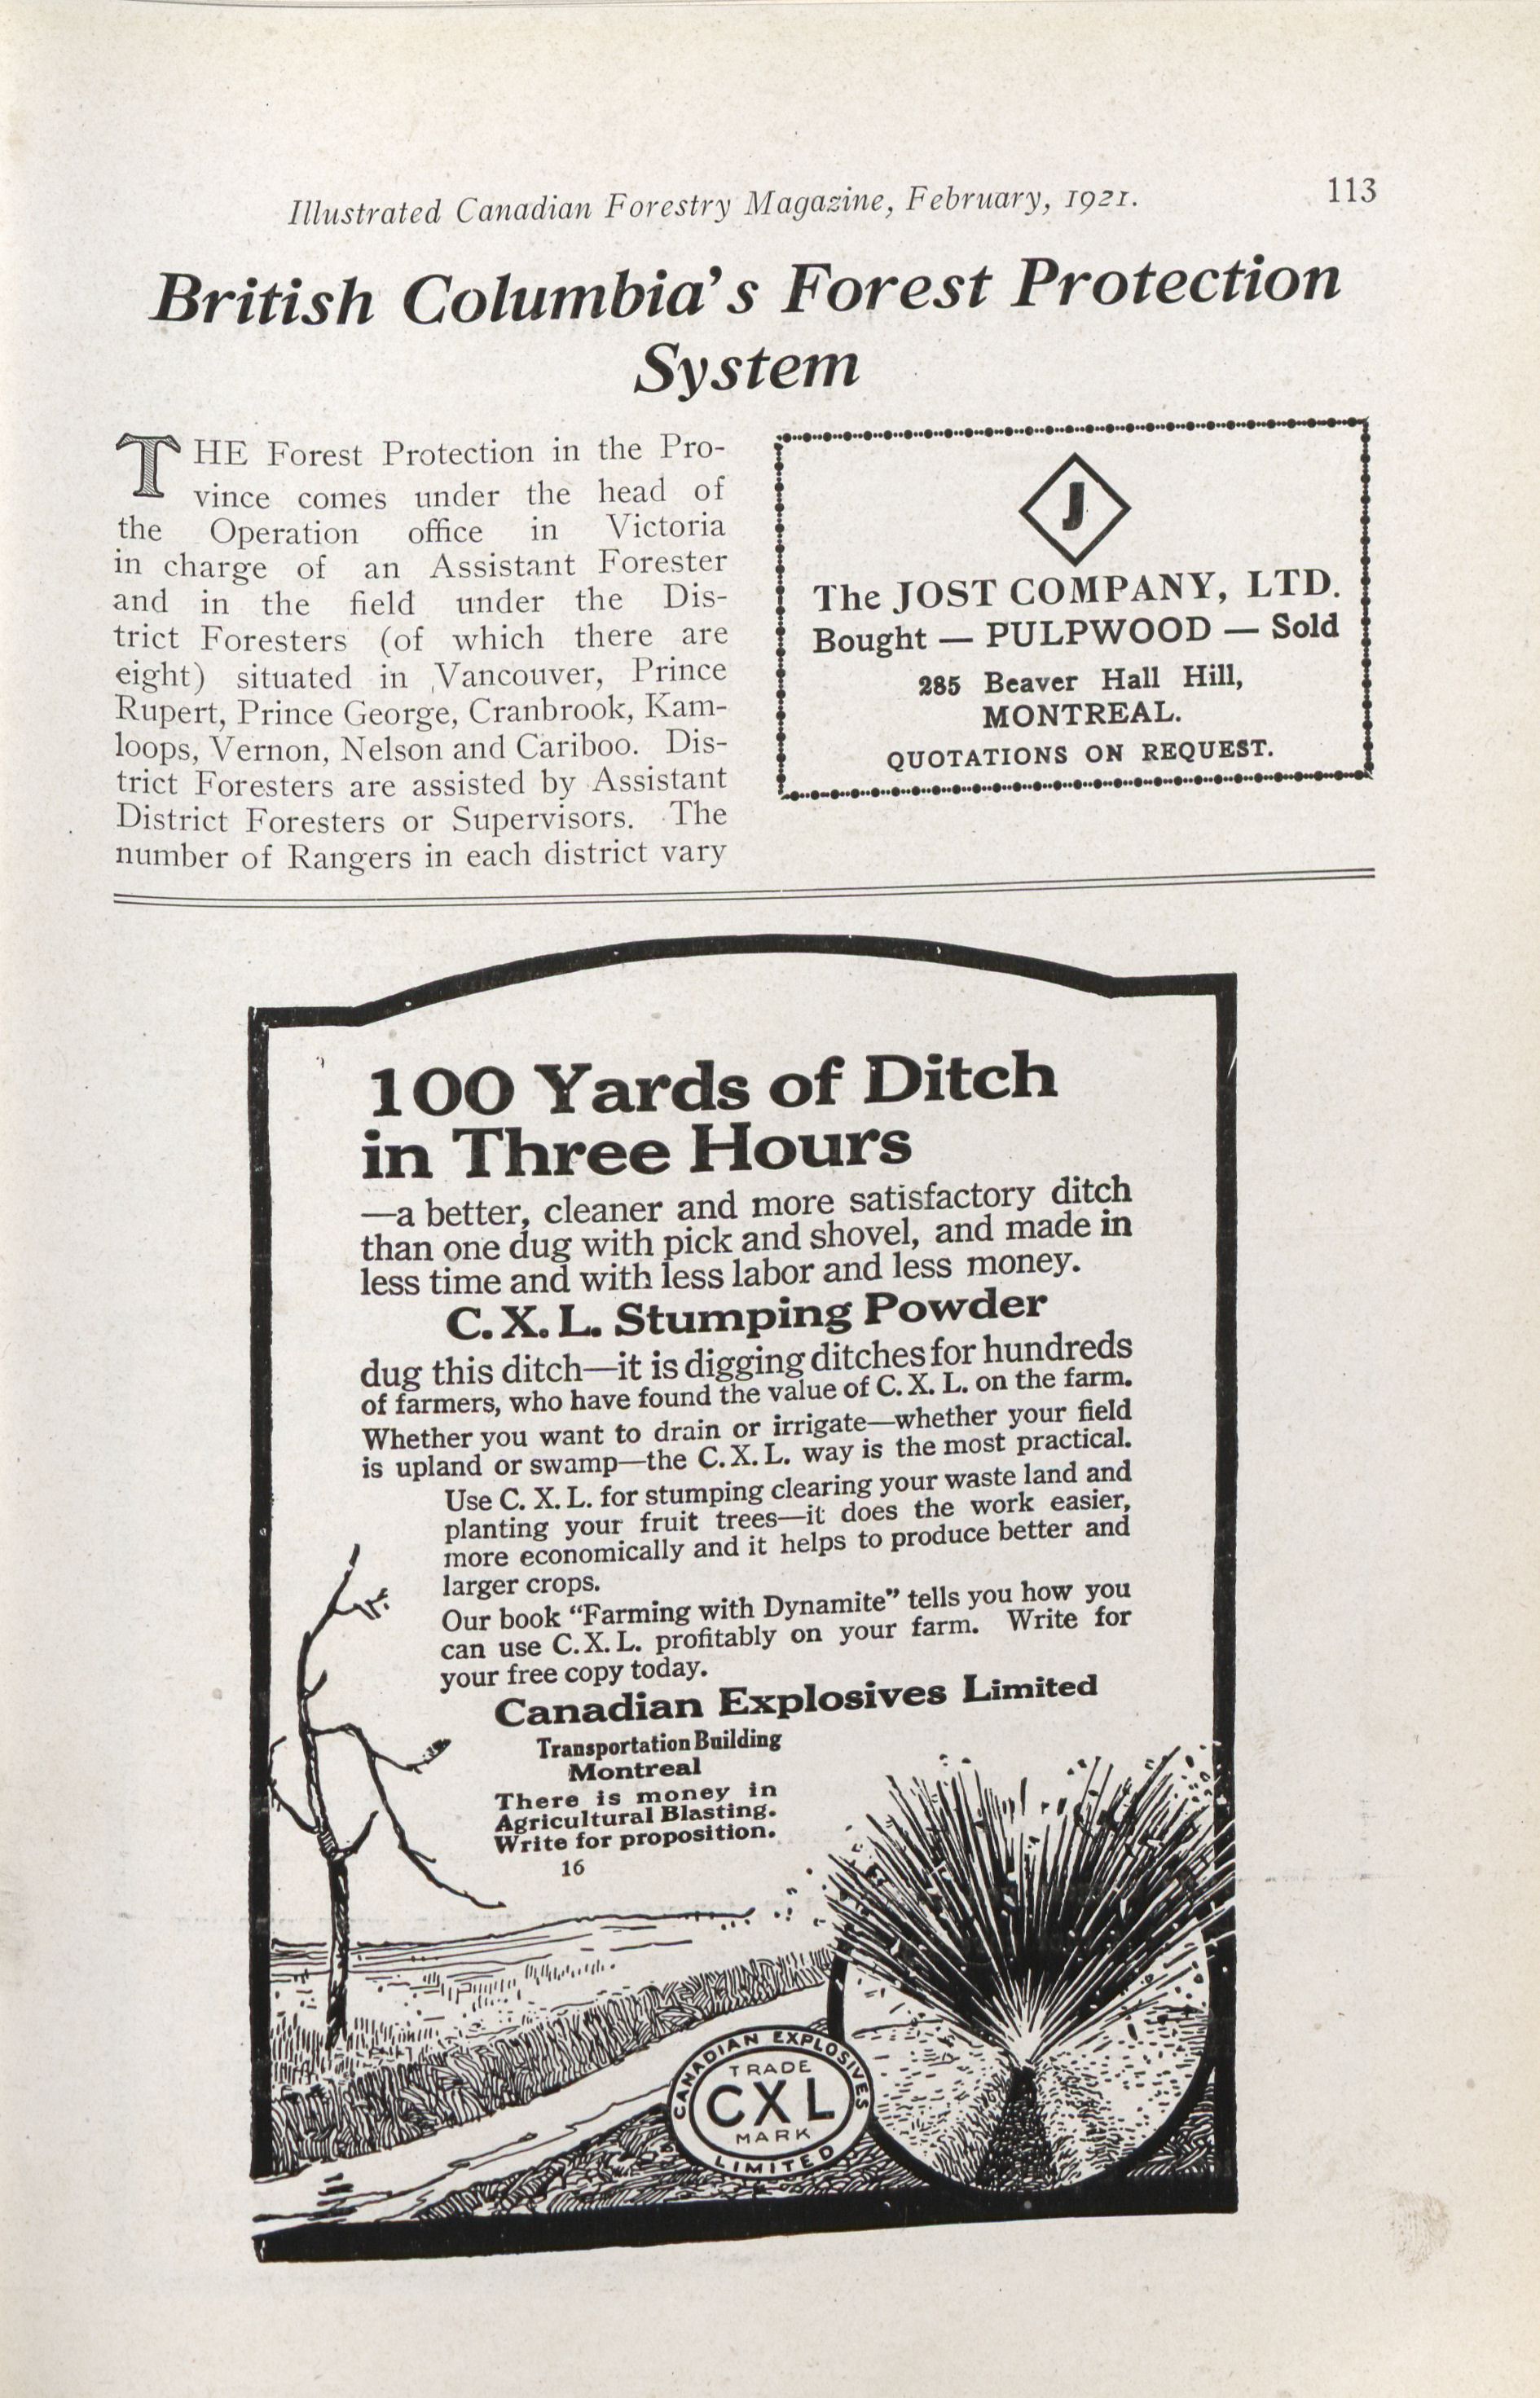 Illustrated Canadian Forestry Magazine, February, 1921.
113
British Columbia's Forest Protection
System
THE Forest Protection in the Pro-
vince comes under the head of
the Operation office in Victoria
in charge of an Assistant Forester
and in the field under the Dis-
trict Foresters (of which there are
eight) situated in Vancouver, Prince
Rupert, Prince George, Cranbrook, Kam-
loops, Vernon, Nelson and Cariboo. Dis-
trict Foresters are assisted by Assistant
District Foresters or Supervisors. The
number of Rangers in each district vary
J
The JOST COMPANY, LTD.
Bought — PULPWOOD — Sold
285 Beaver Hall Hill,
MONTREAL.
QUOTATIONS ON REQUEST.
100 Yards of Ditch
in Three Hours
—a better, cleaner and more satisfactory ditch
than one dug with pick and shovel, and made in
less time and with less labor and less money.
C. X. L. Stumping Powder
dug this ditch—it is digging ditches for hundreds
of farmers, who have found the value of C. X. L. on the farm.
Whether you want to drain or irrigate—whether your field
is upland or swamp—the C. X. L. way is the most practical.
Use C. X. L. for stumping clearing your waste land and
planting your fruit trees—it does the work easier,
more economically and it helps to produce better and
larger crops.
Our book “Farming with Dynamite” tells you how you
can use C. X. L. profitably on your farm. Write for
your free copy today.
Canadian Explosives Limited
Transportation Building
Montreal
There is money in
Agricultural Blasting.
Write for proposition.
16
CANADIAN EXPLOSIVES
TRADE
CXL
MARK
LIMITED